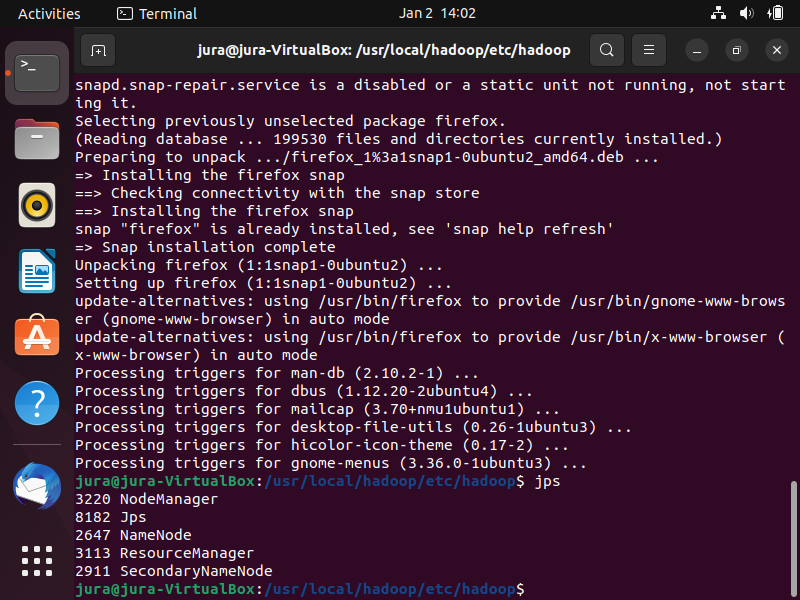 Activities
Terminal
Jan 2 14:02
jura@jura-VirtualBox: /usr/local/hadoop/etc/hadoop
snapd.snap-repair.service is a disabled or a static unit not running, not start
ing it.
Selecting previously unselected package firefox.
(Reading database ... 199530 files and directories currently installed.)
Preparing to unpack .../firefox_1%3a1snap1-0ubuntu2_amd64.deb ...
=> Installing the firefox snap
==> Checking connectivity with the snap store
==> Installing the firefox snap
snap "firefox" is already installed, see 'snap help refresh'
=> Snap installation complete
Unpacking firefox (1:1snap1-0ubuntu2) ...
Setting up firefox (1:1snap1-0ubuntu2) ...
update-alternatives: using /usr/bin/firefox to provide /usr/bin/gnome-www-brows
er (gnome-www-browser) in auto mode
update-alternatives: using /usr/bin/firefox to provide /usr/bin/x-www-browser (
x-www-browser) in auto mode
Processing triggers for man-db (2.10.2-1) ...
Processing triggers for dbus (1.12.20-2ubuntu4) ...
Processing triggers for mailcap (3.70+nmu1ubuntu1) ...
Processing triggers for desktop-file-utils (0.26-1ubuntu3) ...
Processing triggers for hicolor-icon-theme (0.17-2) ...
Processing triggers for gnome-menus (3.36.0-1ubuntu3) ...
jura@jura-VirtualBox:/usr/local/hadoop/etc/hadoop$ jps
3220 NodeManager
8182 Jps
2647 NameNode
3113 ResourceManager
2911 SecondaryNameNode
jura@jura-VirtualBox:/usr/local/hadoop/etc/hadoop$